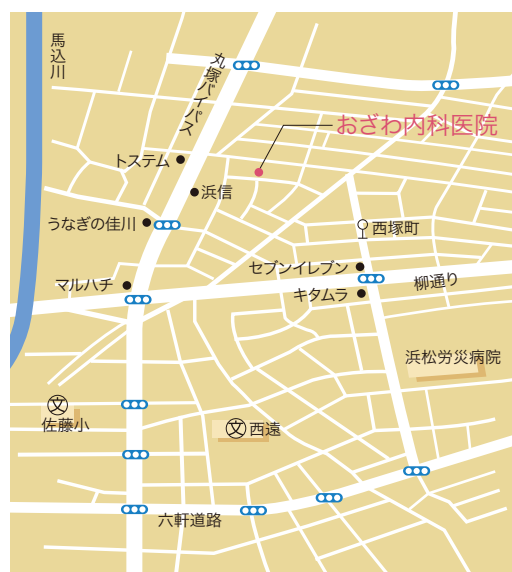 馬込川
丸塚バイパス
おざわ内科医院
トステム
浜信
うなぎの佳川
西塚町
セブンイレブン
柳通り
マルハチ
キタムラ
浜松労災病院
文
佐藤小
文
西遠
六軒道路